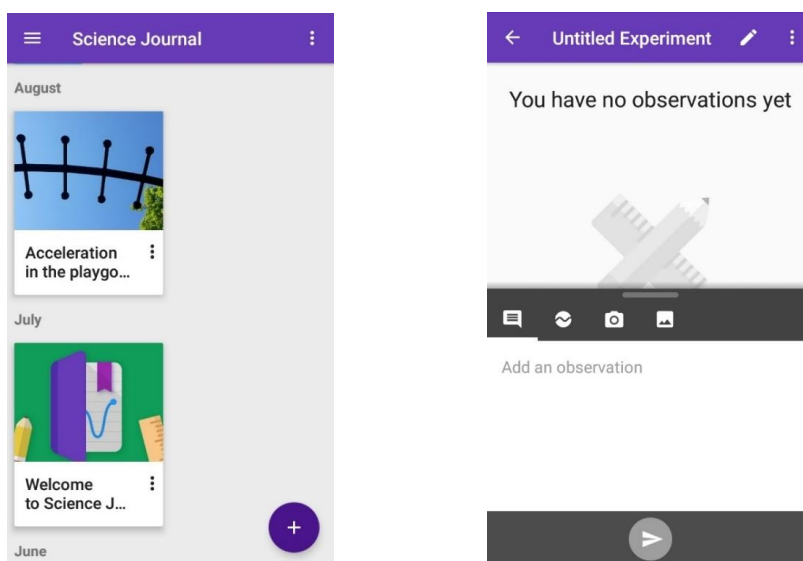 Science Journal
August
Acceleration
in the playgo...
July
Welcome
to Science J...
June
Untitled Experiment
You have no observations yet
Add an observation